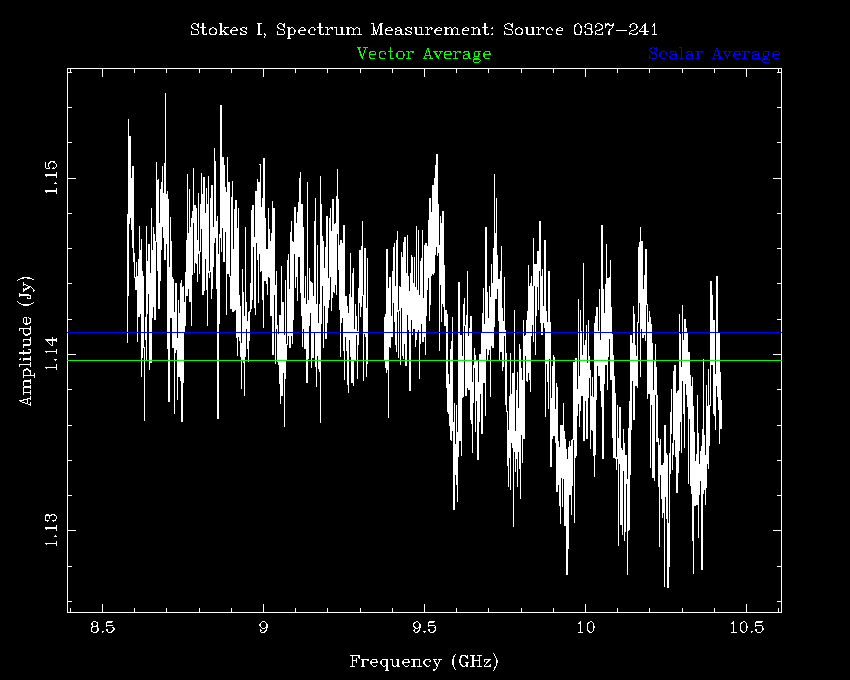 Stokes I, Spectrum Measurement: Source 0327-241
Vector Average Scalar Average
1.15
1.14
1.13
Amplitude (Jy)
8.5 9 9.5 10 10.5
Frequency (GHz)